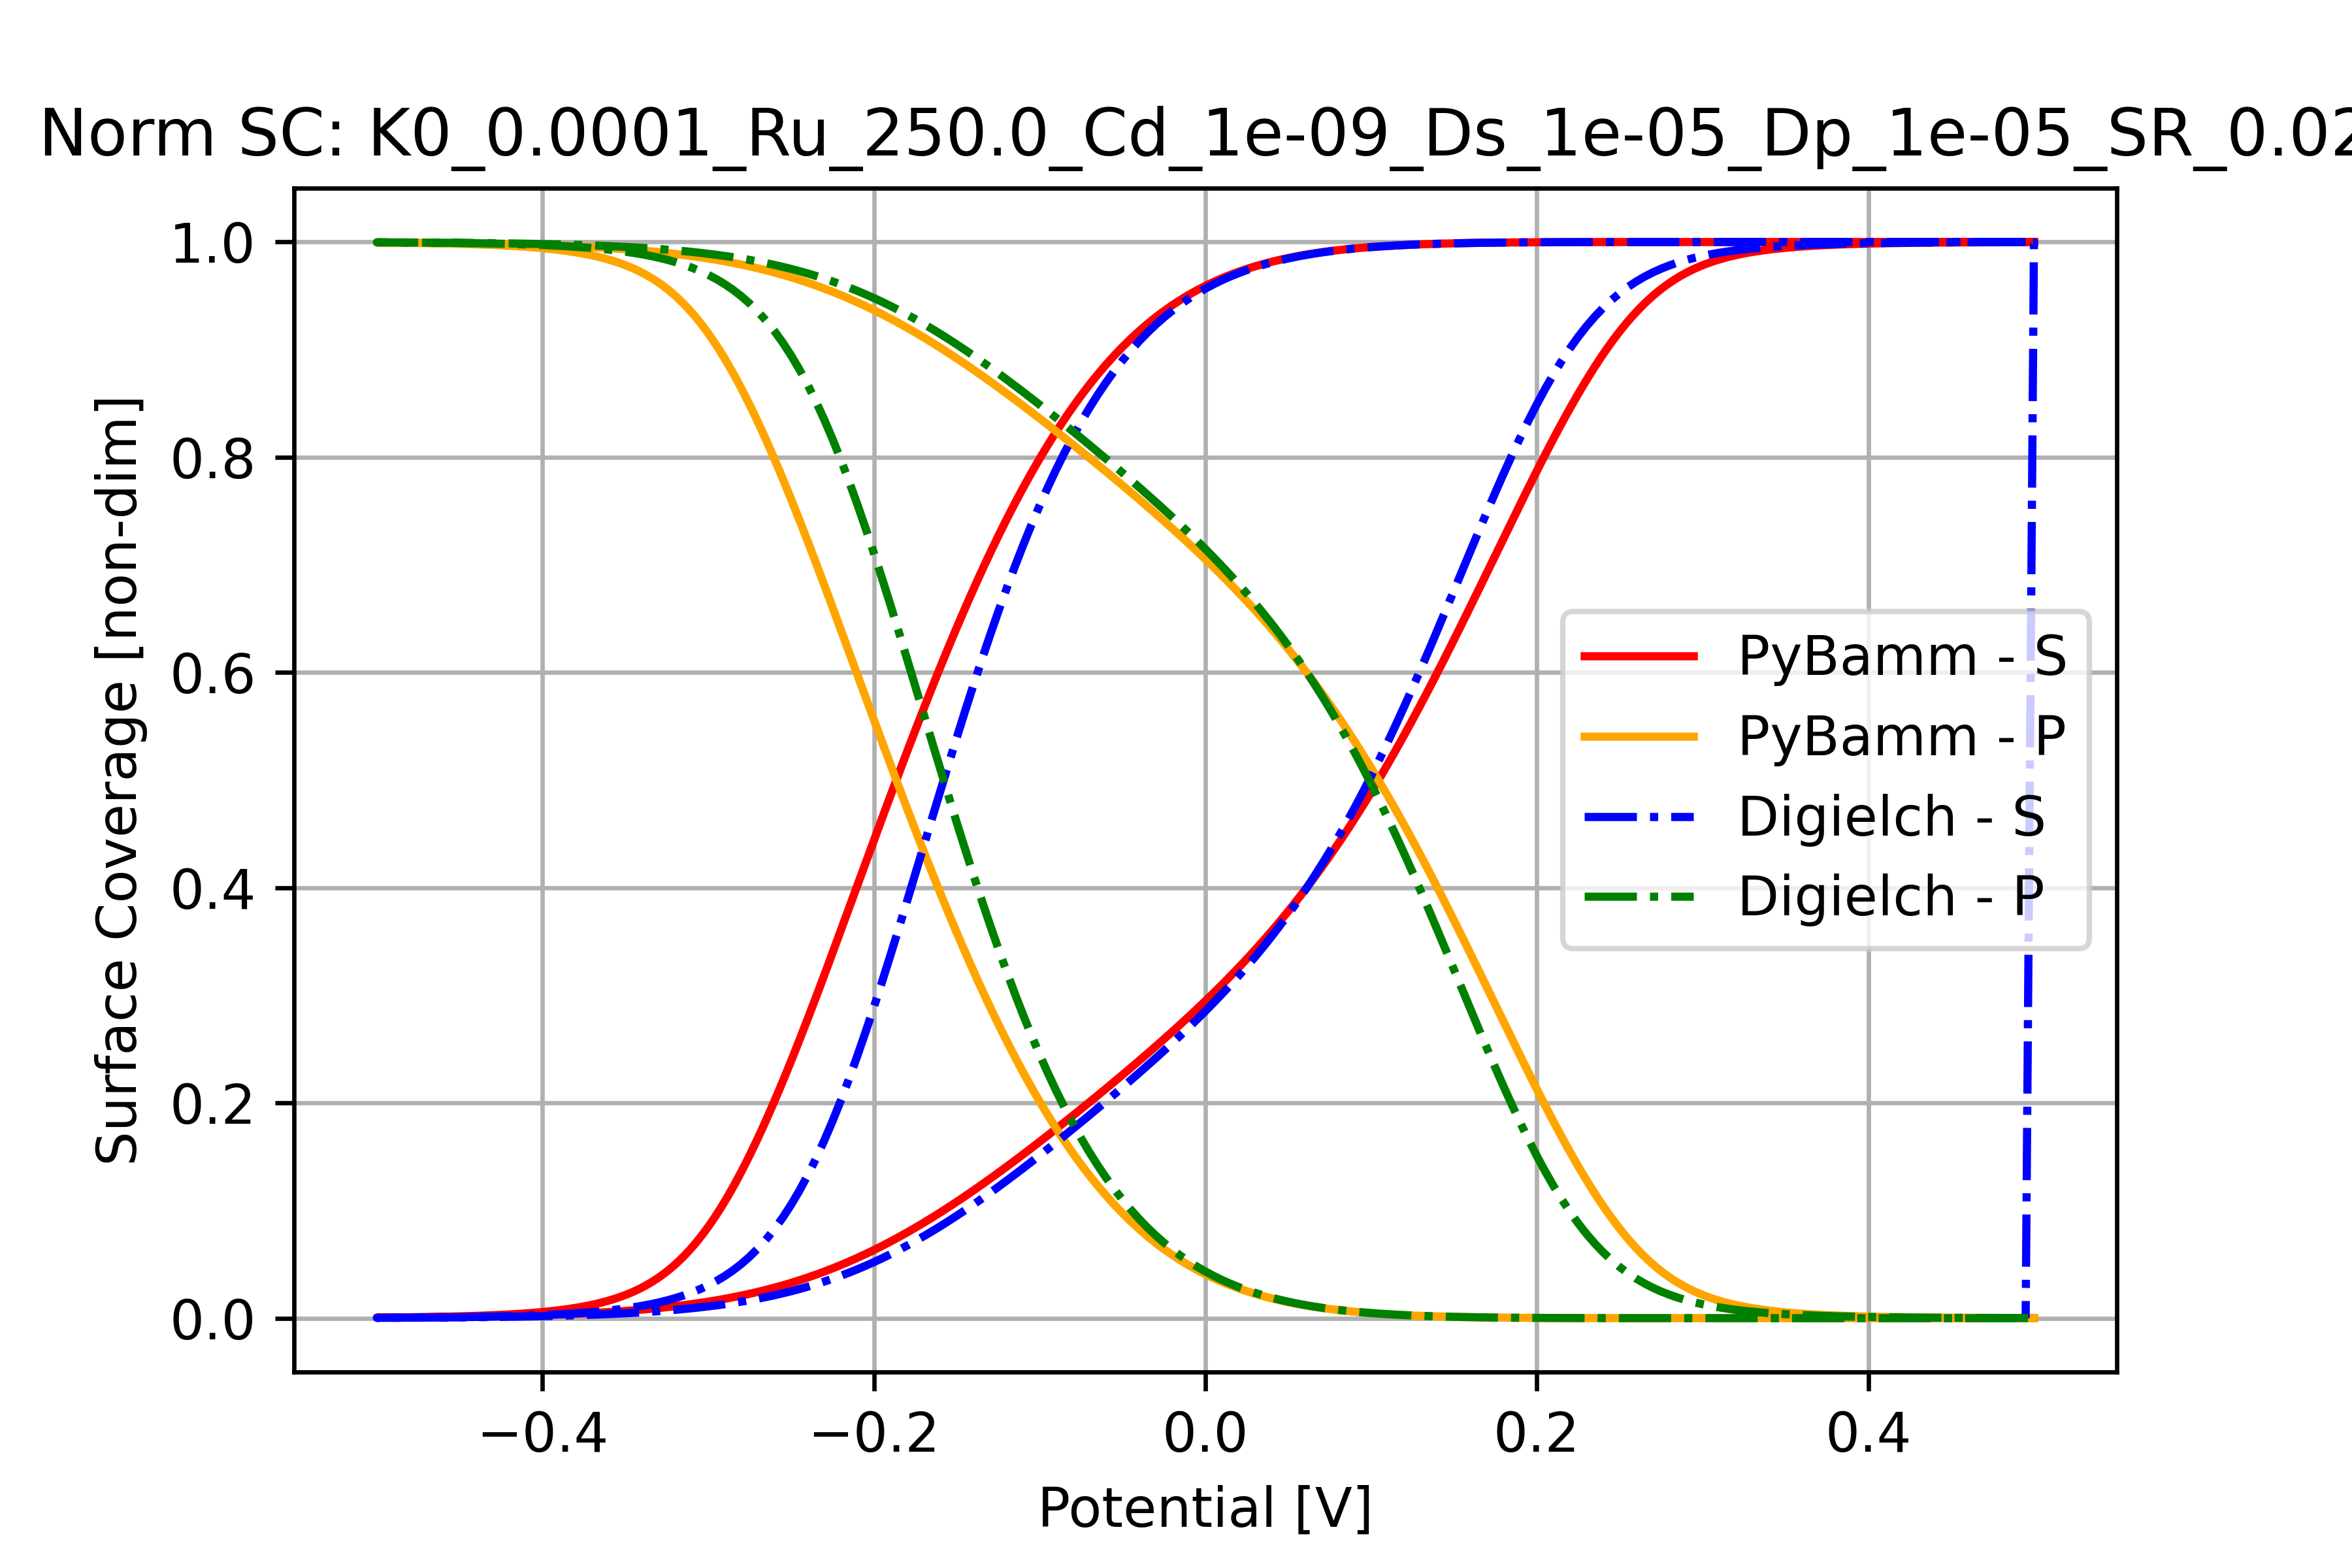 Norm SC: K0_0.0001_Ru_250.0_Cd_1e-09_Ds_1e-05_Dp_1e-05_SR_0.02
Surface Coverage [non-dim]
1.0
0.8
0.6
0.4
0.2
0.0
PyBamm - S
PyBamm - P
Digielch - S
Digielch - P
−0.4 −0.2 0.0 0.2 0.4
Potential [V]